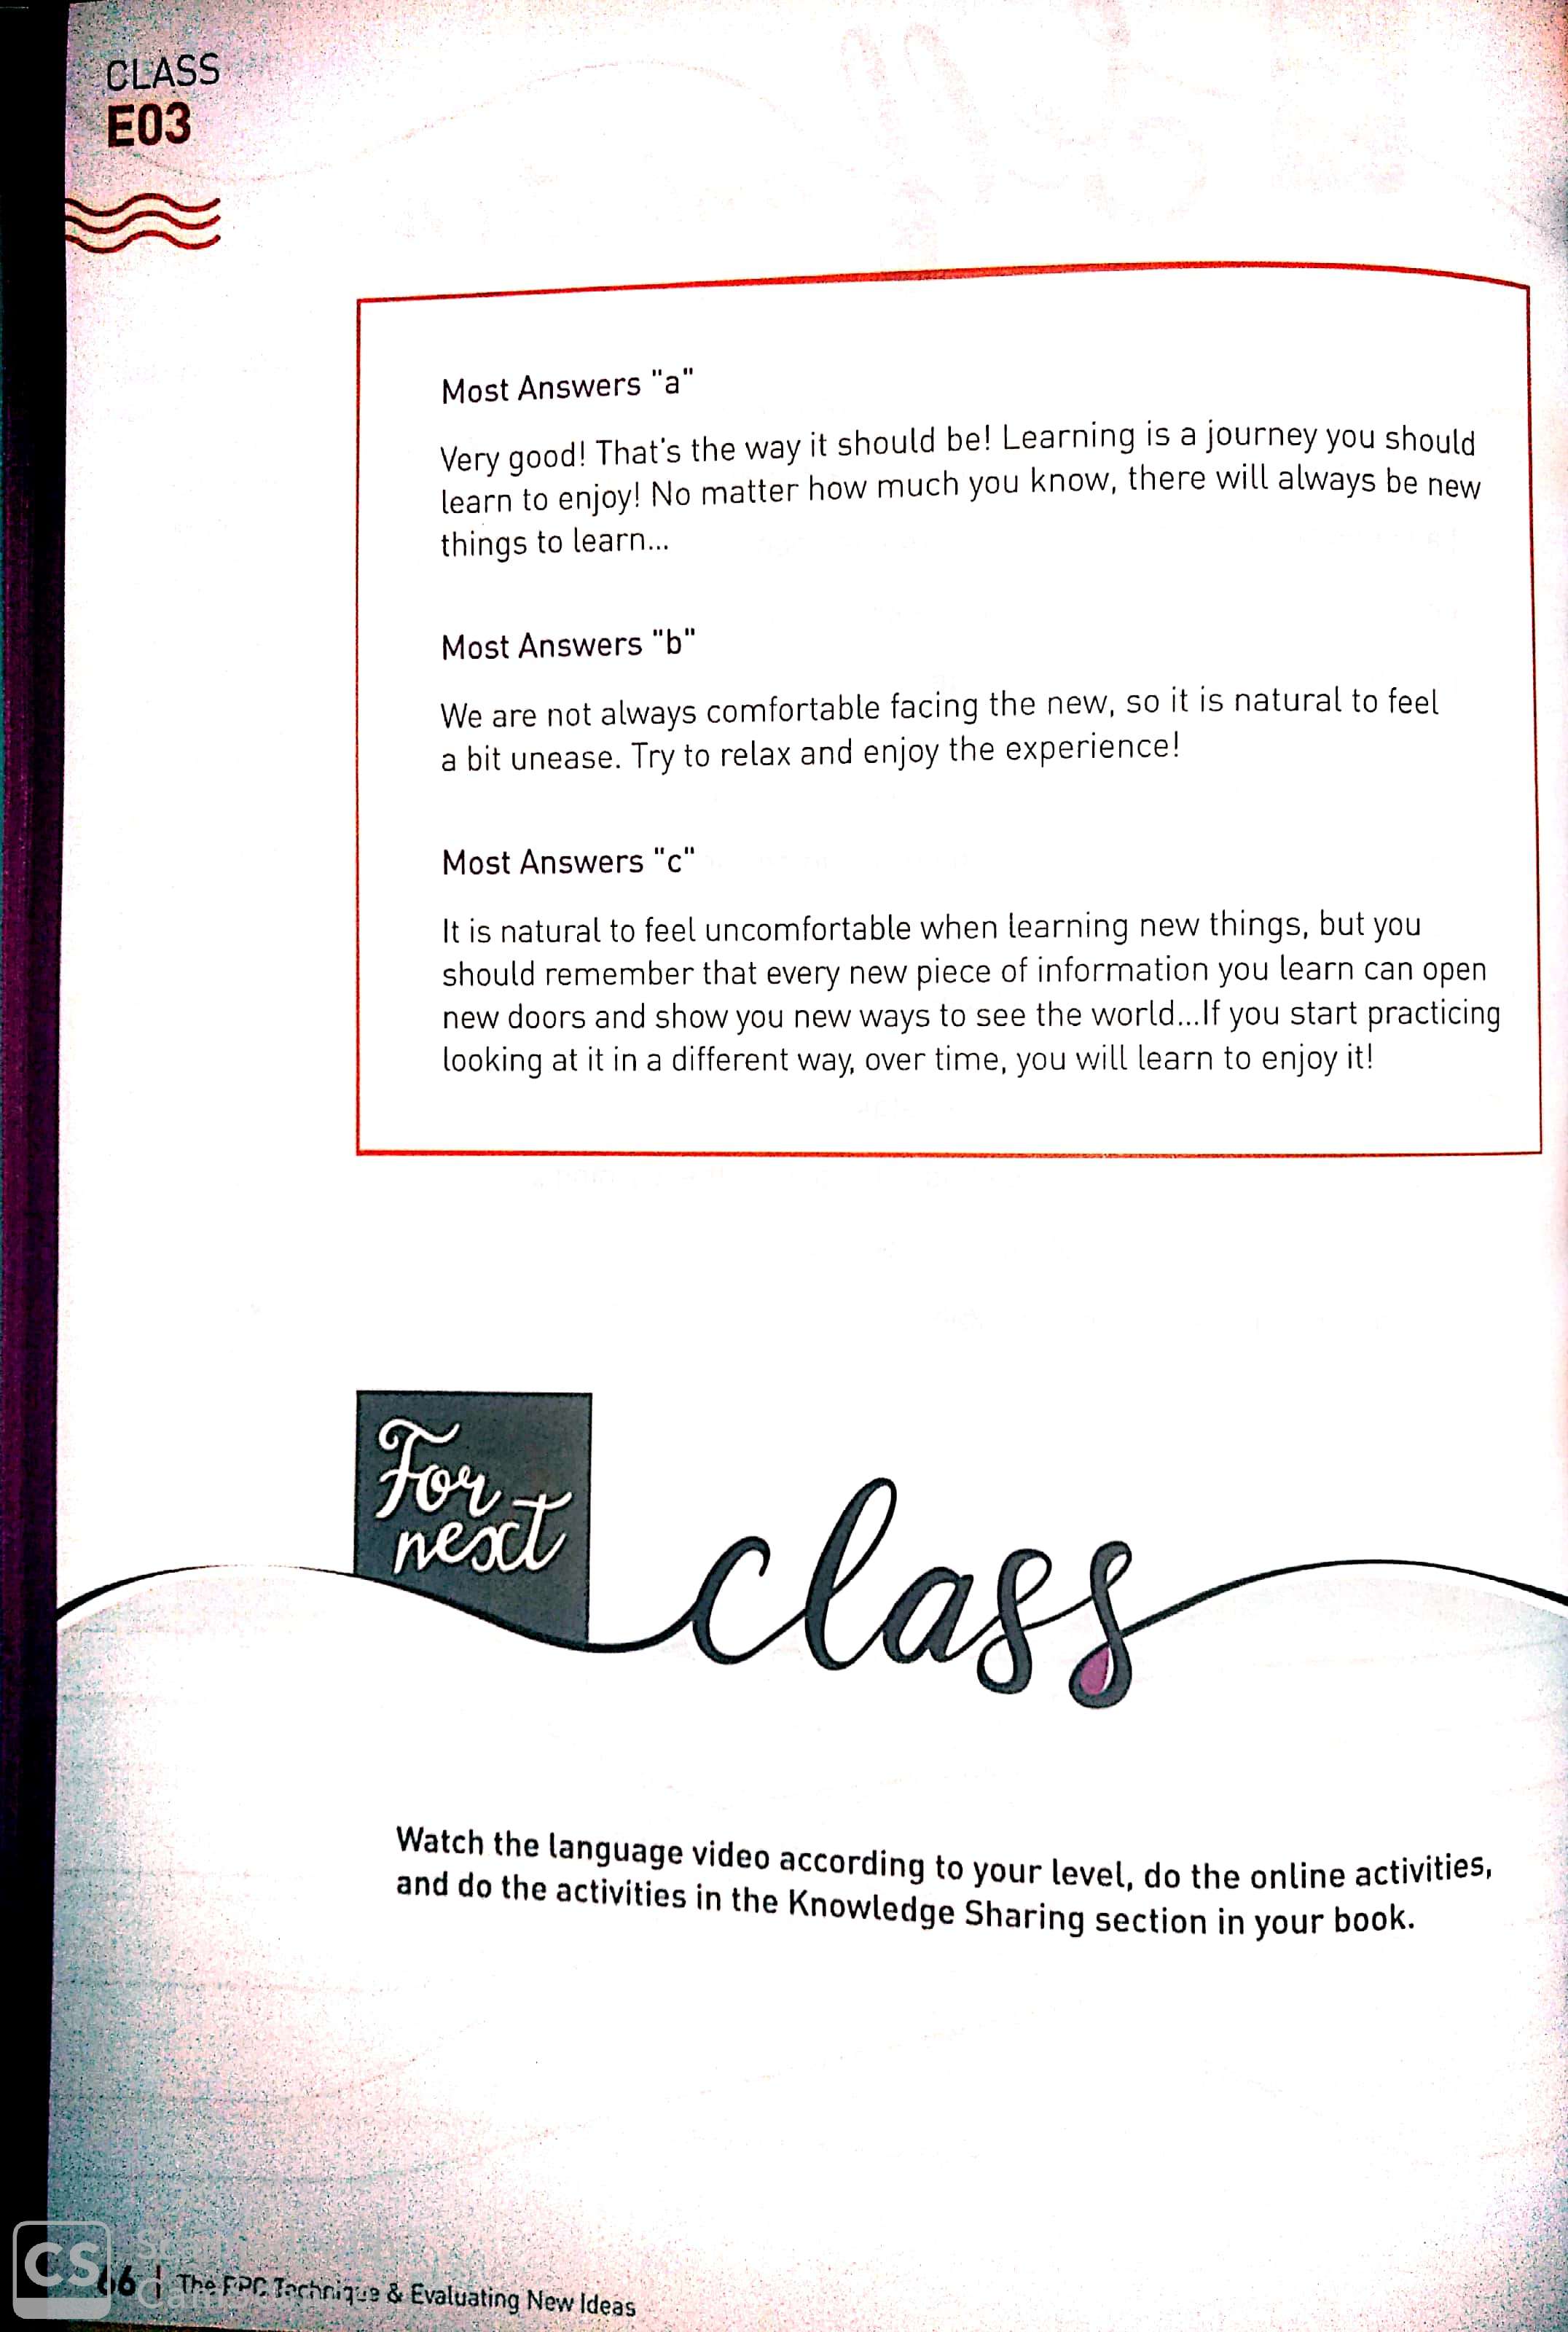 CLASS
E03
Most Answers "a"
Very good! That's the way it should be! Learning is a journey you should
learn to enjoy! No matter how much you know, there will always be new
things to learn...
Most Answers "b"
We are not always comfortable facing the new, so it is natural to feel
a bit unease. Try to relax and enjoy the experience!
Most Answers "c"
It is natural to feel uncomfortable when learning new things, but you
should remember that every new piece of information you learn can open
new doors and show you new ways to see the world...If you start practicing
looking at it in a different way, over time, you will learn to enjoy it!
For
next
class
Watch the language video according to your level, do the online activities,
and do the activities in the Knowledge Sharing section in your book.
CS
66 | The Technique & Evaluating New Ideas